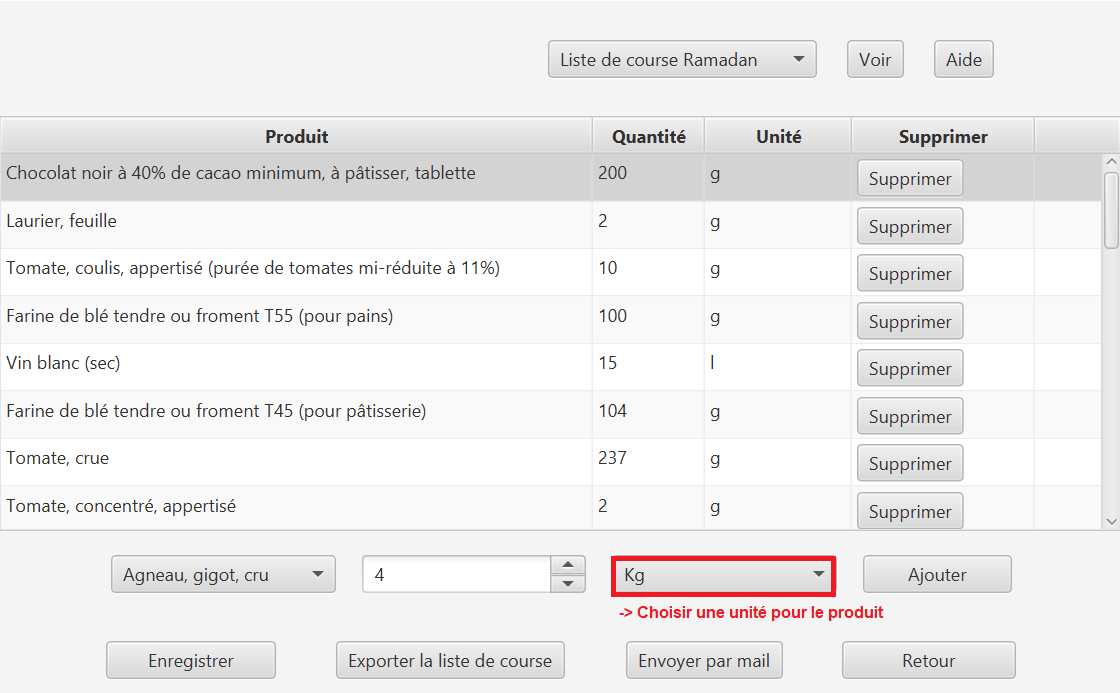 Liste de course Ramadan Voir Aide
Produit Quantité Unité Supprimer
Chocolat noir à 40% de cacao minimum, à pâtisser, tablette 200 g Supprimer
Laurier, feuille 2 g Supprimer
Tomate, coulis, appertisé (purée de tomates mi-réduite à 11%) 10 g Supprimer
Farine de blé tendre ou froment T55 (pour pains) 100 g Supprimer
Vin blanc (sec) 15 l Supprimer
Farine de blé tendre ou froment T45 (pour pâtisserie) 104 g Supprimer
Tomate, crue 237 g Supprimer
Tomate, concentré, appertisé 2 g Supprimer
Agneau, gigot, cru 4 Kg Ajouter
-> Choisir une unité pour le produit
Enregistrer Exporter la liste de course Envoyer par mail Retour